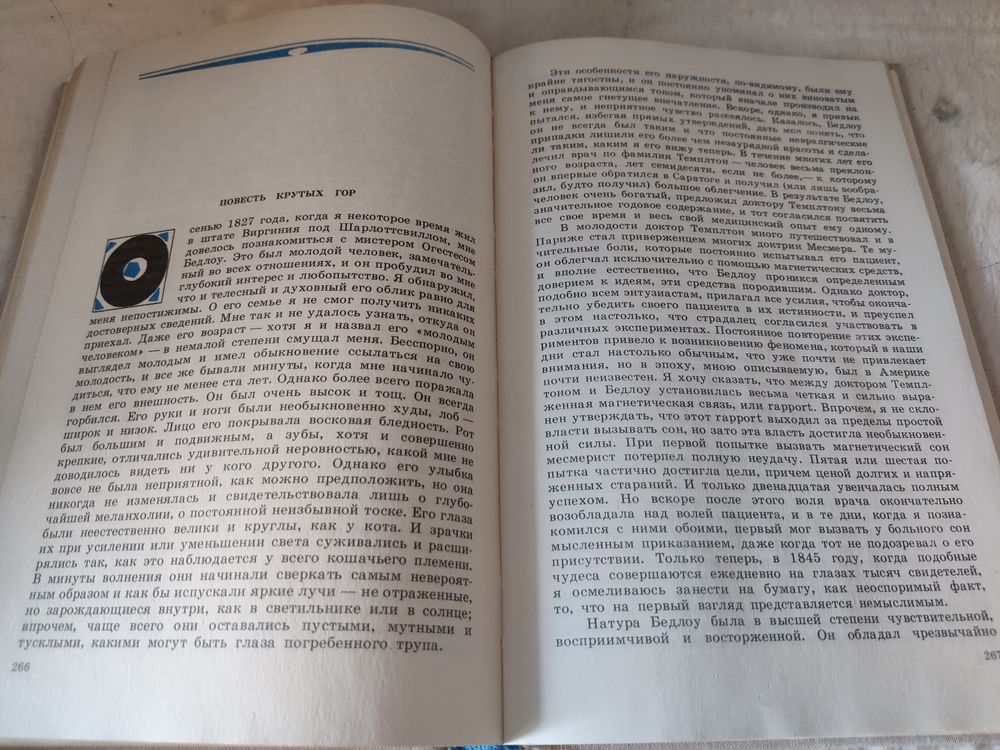 ПОВЕСТЬ КРУТЫХ ГОР
сенью 1827 года, когда я некоторое время жил
в штате Виргиния под Шарлоттсвиллом, мне
довелось познакомиться с мистером Огестесом
Бедлоу. Это был молодой человек, замечатель-
ный во всех отношениях, и он пробудил во мне
глубокий интерес и любопытство. Я обнаружил,
что и телесный и духовный его облик равно для
меня непостижимы. О его семье я не смог получить никаких
достоверных сведений. Мне так и не удалось узнать, откуда он
приехал. Даже его возраст — хотя я и назвал его «молодым
человеком» — в немалой степени смущал меня. Бесспорно, он
выглядел молодым и имел обыкновение ссылаться на свою
молодость, и все же бывали минуты, когда мне начинало чу-
диться, что ему не менее ста лет. Однако более всего поражала
в нем его внешность. Он был очень высок и тощ. Он всегда
горбился. Его руки и ноги были необыкновенно худы, лоб —
широк и низок. Лицо его покрывала восковая бледность. Рот
был большим и подвижным, а зубы, хотя и совершенно
крепкие, отличались удивительной неровностью, какой мне не
доводилось видеть ни у кого другого. Однако его улыбка
вовсе не была неприятной, как можно предположить, но она
никогда не изменялась и свидетельствовала лишь о глубо-
чайшей меланхолии, о постоянной неизбывной тоске. Его глаза
были неестественно велики и круглы, как у кота. И зрачки
их при усилении или уменьшении света суживались и расши-
рялись так, как это наблюдается у всего кошачьего племени.
В минуты волнения они начинали сверкать самым невероят-
ным образом и как бы испускали яркие лучи — не отраженные,
но зарождающиеся внутри, как в светильнике или в солнце;
впрочем, чаще всего они оставались пустыми, мутными и
тусклыми, какими могут быть глаза погребенного трупа.
266
Эти особенности его наружности, по-видимому, были ему
крайне тягостны, и он постоянно упоминал о них виноватым
и оправдывающимся тоном, который вначале производил на
меня самое гнетущее впечатление. Вскоре, однако, я привык
к нему, и неприятное чувство рассеялось. Казалось, Бедлоу
пытался, избегая прямых утверждений, дать мне понять, что
он не всегда был таким и что постоянные невралгические
припадки лишили его более чем незаурядной красоты и сдела-
ли таким, каким я его вижу теперь. В течение многих лет его
лечил врач по фамилии Темплтон — человек весьма преклон-
ного возраста, лет семидесяти, если не более,— к которому
он впервые обратился в Саратоге и получил (или лишь вообра-
зил, будто получил) большое облегчение. В результате Бедлоу,
человек очень богатый, предложил доктору Темплтону весьма
значительное годовое содержание, и тот согласился посвятить
все свое время и весь свой медицинский опыт ему одному.
В молодости доктор Темплтон много путешествовал и в
Париже стал приверженцем многих доктрин Месмера. Те му-
чительные боли, которые постоянно испытывал его пациент,
он облегчал исключительно с помощью магнетических средств,
и вполне естественно, что Бедлоу проникся определенным
доверием к идеям, эти средства породившим. Однако доктор,
подобно всем энтузиастам, прилагал все усилия, чтобы оконча-
тельно убедить своего пациента в их истинности, и преуспел
в этом настолько, что страдалец согласился участвовать в
различных экспериментах. Постоянное повторение этих экспе-
риментов привело к возникновению феномена, который в наши
дни стал настолько обычным, что уже почти не привлекает
внимания, но в эпоху, мною описываемую, был в Америке
почти неизвестен. Я хочу сказать, что между доктором Темпл-
тоном и Бедлоу установилась весьма четкая и сильно выра-
женная магнетическая связь, или rapport. Впрочем, я не скло-
нен утверждать, что этот rapport выходил за пределы простой
власти вызывать сон, но зато эта власть достигла необыкновен-
ной силы. При первой попытке вызвать магнетический сон
месмерист потерпел полную неудачу. Пятая или шестая по-
пытка частично достигла цели, причем ценой долгих и напря-
женных стараний. И только двенадцатая увенчалась полным
успехом. Но вскоре после этого воля врача окончательно
возобладала над волей пациента, и в те дни, когда я позна-
комился с ними обоими, первый мог вызвать у больного сон
мысленным приказанием, даже когда тот не подозревал о его
присутствии. Только теперь, в 1845 году, когда подобные
чудеса совершаются ежедневно на глазах тысяч свидетелей,
я осмеливаюсь занести на бумагу, как неоспоримый факт,
то, что на первый взгляд представляется немыслимым.
Натура Бедлоу была в высшей степени чувствительной,
восприимчивой и восторженной. Он обладал чрезвычайно
267